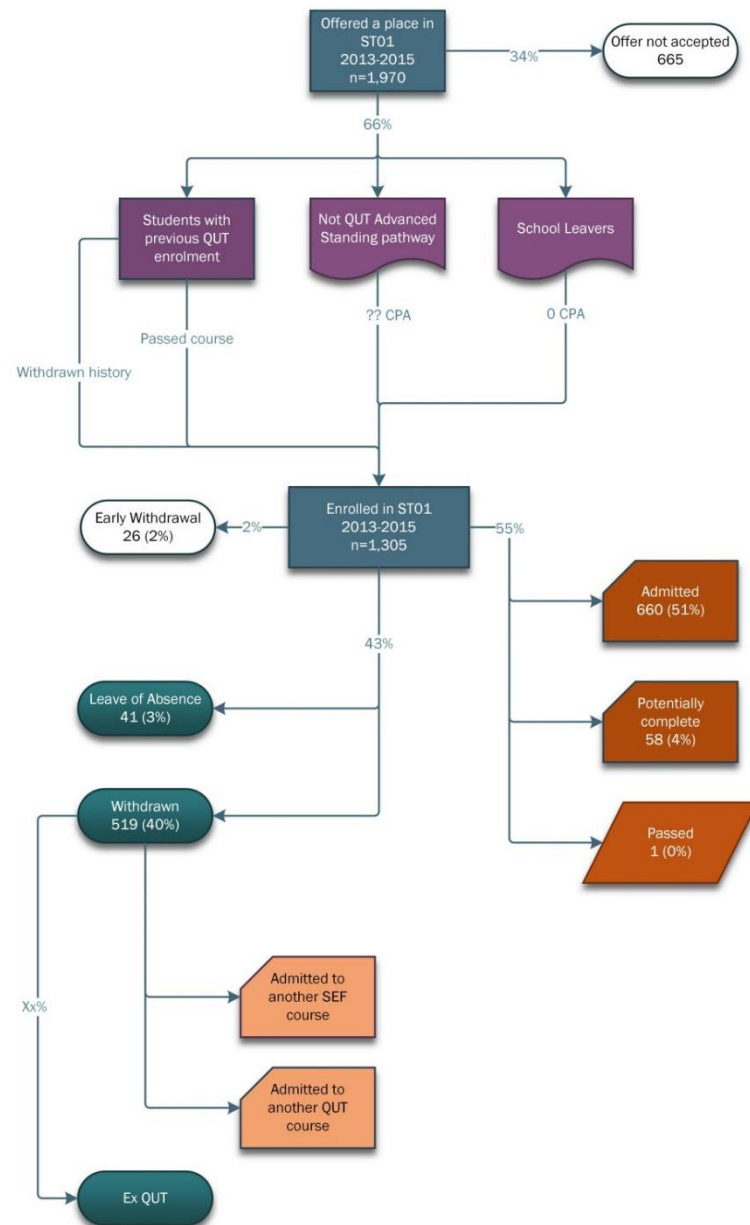 Offered a place in
ST01
2013-2015
n=1,970
34%
Offer not accepted
665
66%
Students with
previous QUT
enrolment
Not QUT Advanced
Standing pathway
School Leavers
?? CPA
0 CPA
Passed course
Withdrawn history
Early Withdrawal
26 (2%)
2%
Enrolled in ST01
2013-2015
n=1,305
55%
Admitted
660 (51%)
43%
Leave of Absence
41 (3%)
Potentially
complete
58 (4%)
Withdrawn
519 (40%)
Passed
1 (0%)
Admitted to
another SEF
course
Xx%
Admitted to
another QUT
course
Ex QUT